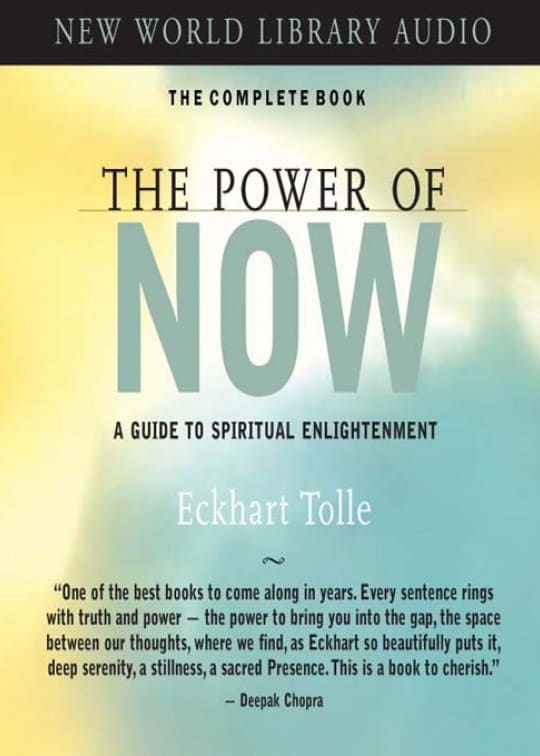 NEW WORLD LIBRARY AUDIO
THE COMPLETE BOOK
THE POWER OF
NOW
A GUIDE TO SPIRITUAL ENLIGHTENMENT
Eckhart Tolle
“One of the best books to come along in years. Every sentence rings
with truth and power — the power to bring you into the gap, the space
between our thoughts, where we find, as Eckhart so beautifully puts it,
deep serenity, a stillness, a sacred Presence. This is a book to cherish.”
— Deepak Chopra